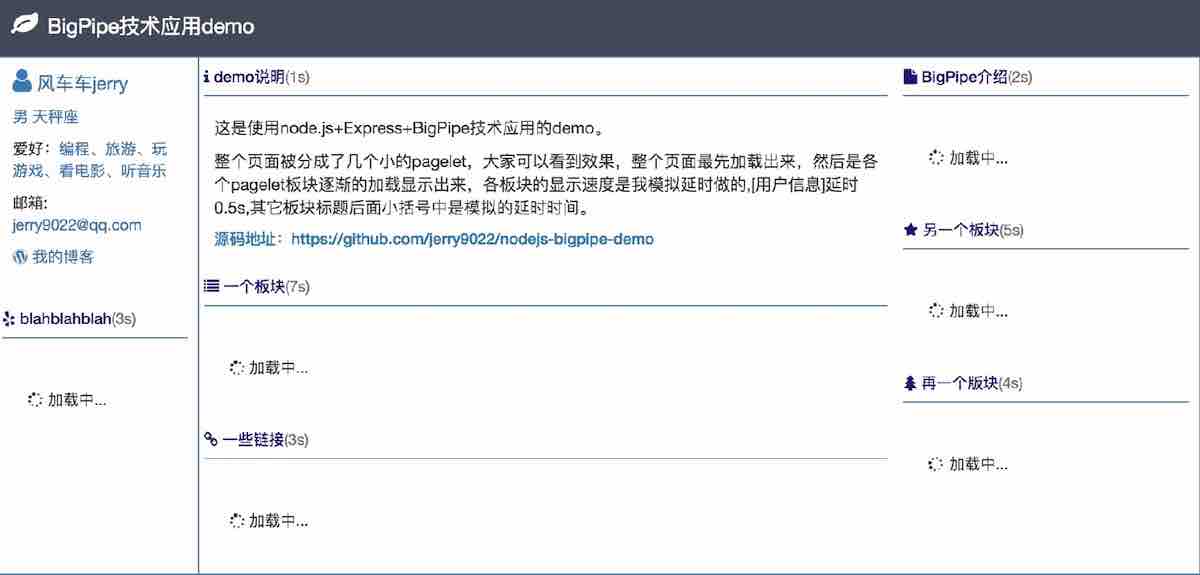 BigPipe技术应用demo
风车车jerry
男 天秤座
爱好：编程、旅游、玩
游戏、看电影、听音乐
邮箱:
jerry9022@qq.com
我的博客
blahblahblah(3s)
加载中...
demo说明(1s)
这是使用node.js+Express+BigPipe技术应用的demo。
整个页面被分成了几个小的pagelet，大家可以看到效果，整个页面最先加载出来，然后是各
个pagelet板块逐渐的加载显示出来，各板块的显示速度是我模拟延时做的,[用户信息]延时
0.5s,其它板块标题后面小括号中是模拟的延时时间。
源码地址：https://github.com/jerry9022/nodejs-bigpipe-demo
一个板块(7s)
加载中...
一些链接(3s)
加载中...
BigPipe介绍(2s)
加载中...
另一个板块(5s)
加载中...
再一个版块(4s)
加载中...